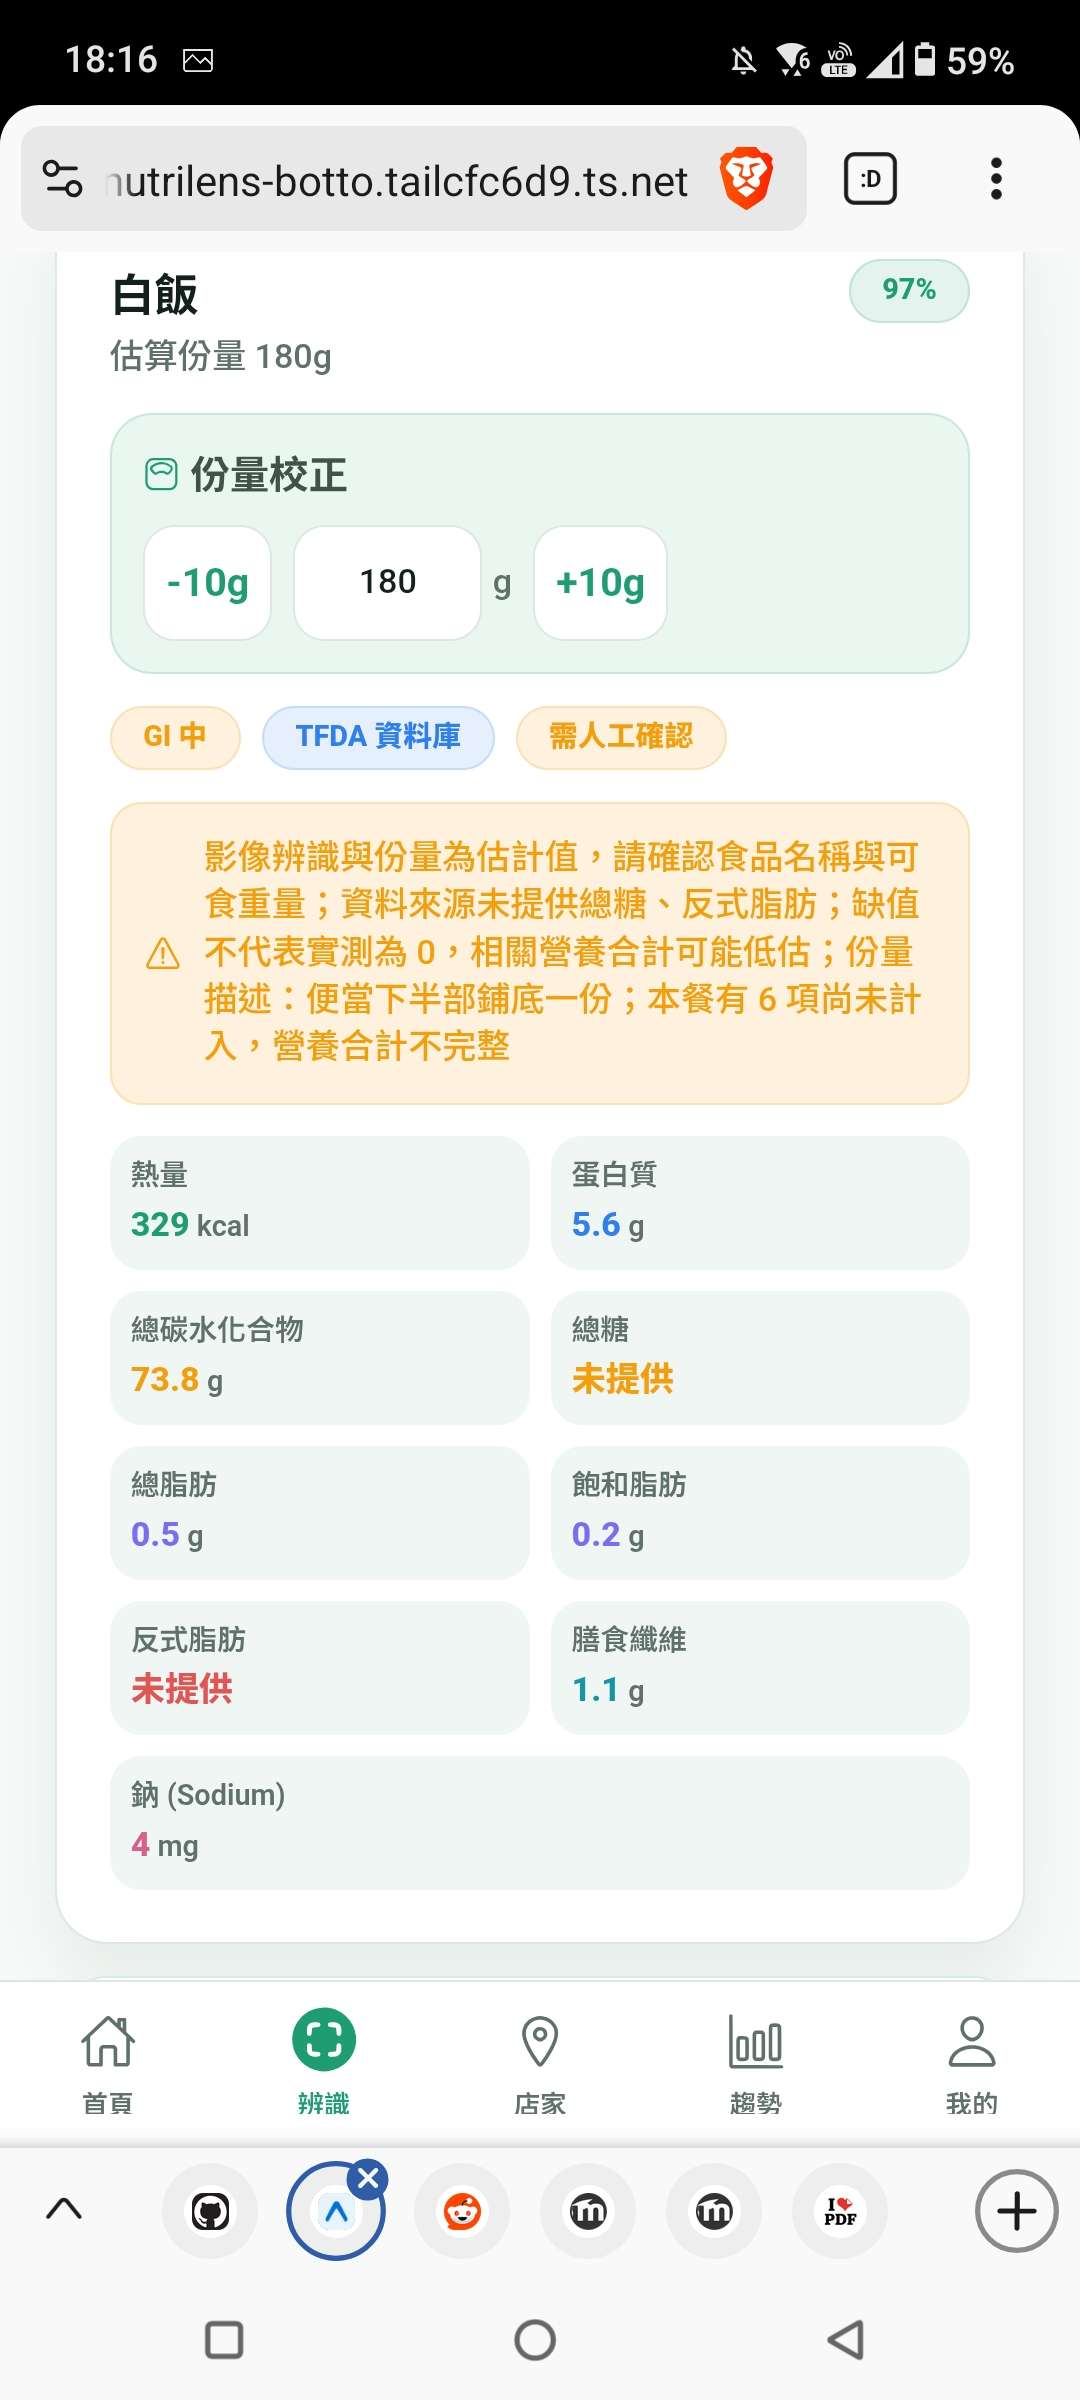 18:16
VO LTE
6
59%
nutrilens-botto.tailcfc6d9.ts.net
:D
白飯
97%
估算份量 180g
份量校正
-10g
180
g
+10g
GI 中
TFDA 資料庫
需人工確認
影像辨識與份量為估計值，請確認食品名稱與可
食重量；資料來源未提供總糖、反式脂肪；缺值
不代表實測為 0，相關營養合計可能低估；份量
描述：便當下半部鋪底一份；本餐有 6 項尚未計
入，營養合計不完整
熱量
329 kcal
蛋白質
5.6 g
總碳水化合物
73.8 g
總糖
未提供
總脂肪
0.5 g
飽和脂肪
0.2 g
反式脂肪
未提供
膳食纖維
1.1 g
鈉 (Sodium)
4 mg
首頁
辨識
店家
趨勢
我的
m
m
I
PDF